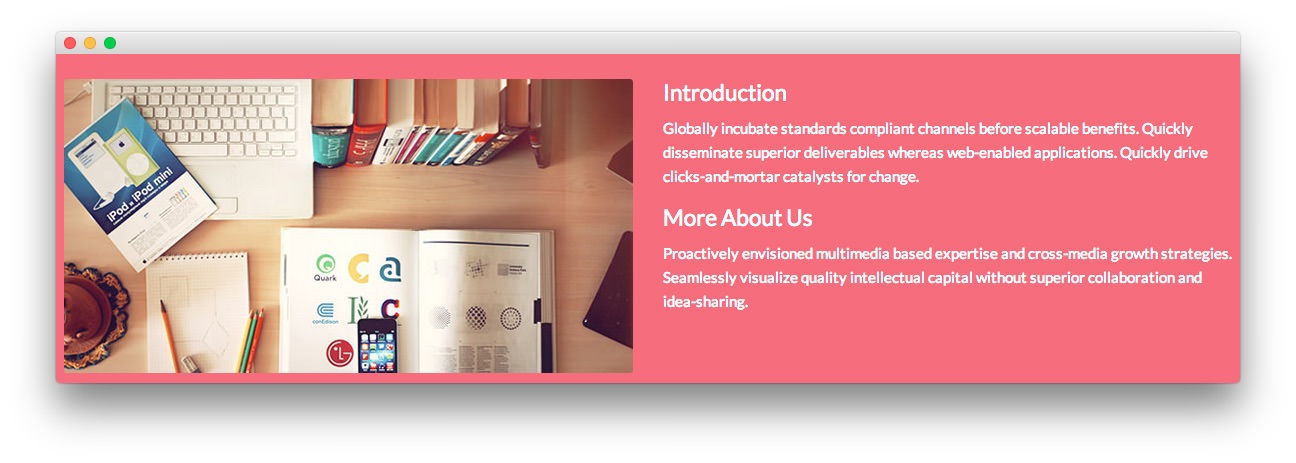 iPod & iPod mini
Quark
conEdison
LG
Introduction
Globally incubate standards compliant channels before scalable benefits. Quickly
disseminate superior deliverables whereas web-enabled applications. Quickly drive
clicks-and-mortar catalysts for change.
More About Us
Proactively envisioned multimedia based expertise and cross-media growth strategies.
Seamlessly visualize quality intellectual capital without superior collaboration and
idea-sharing.